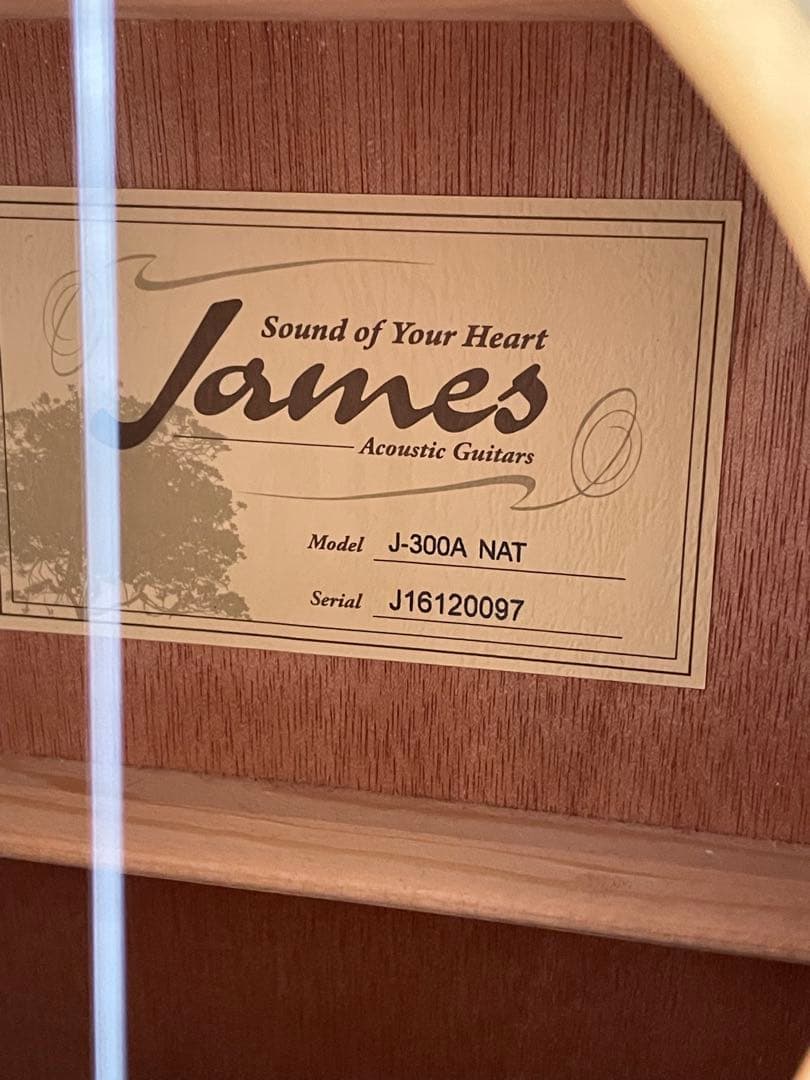 Sound of Your Heart
James
Acoustic Guitars
Model J-300A NAT
Serial J16120097